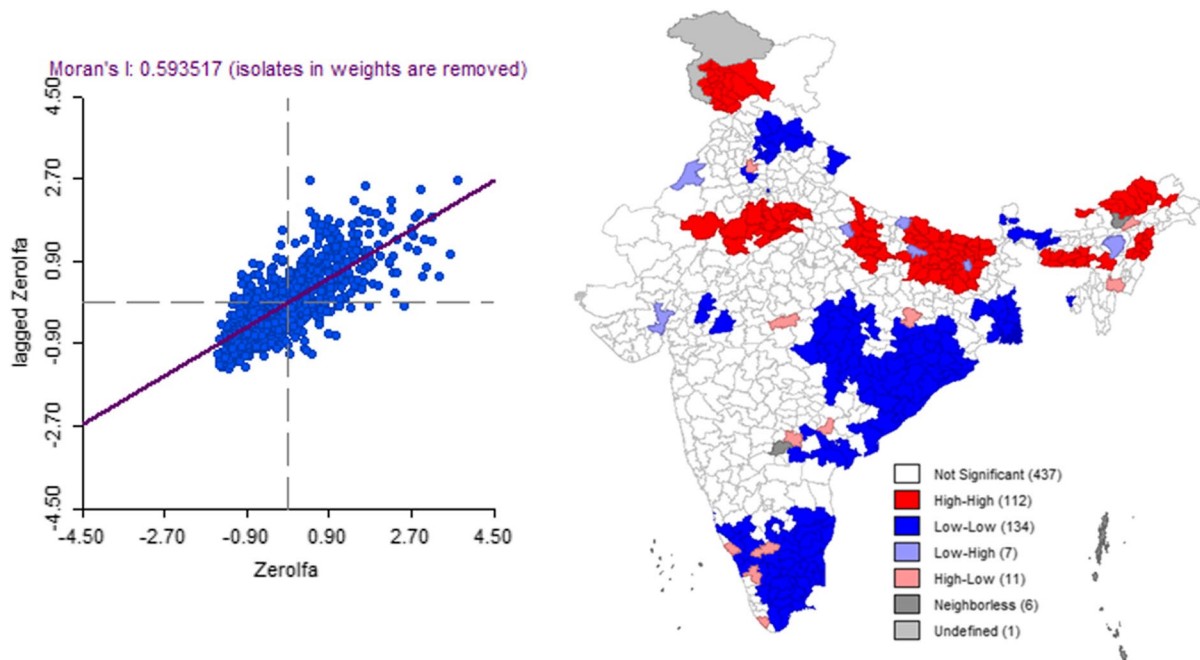 Moran's I: 0.593517 (isolates in weights are removed)
4.50
2.70
0.90
-0.90
-2.70
-4.50
lagged Zerolfa
-4.50 -2.70 -0.90 0.90 2.70 4.50
Zerolfa
Not Significant (437)
High-High (112)
Low-Low (134)
Low-High (7)
High-Low (11)
Neighborless (6)
Undefined (1)